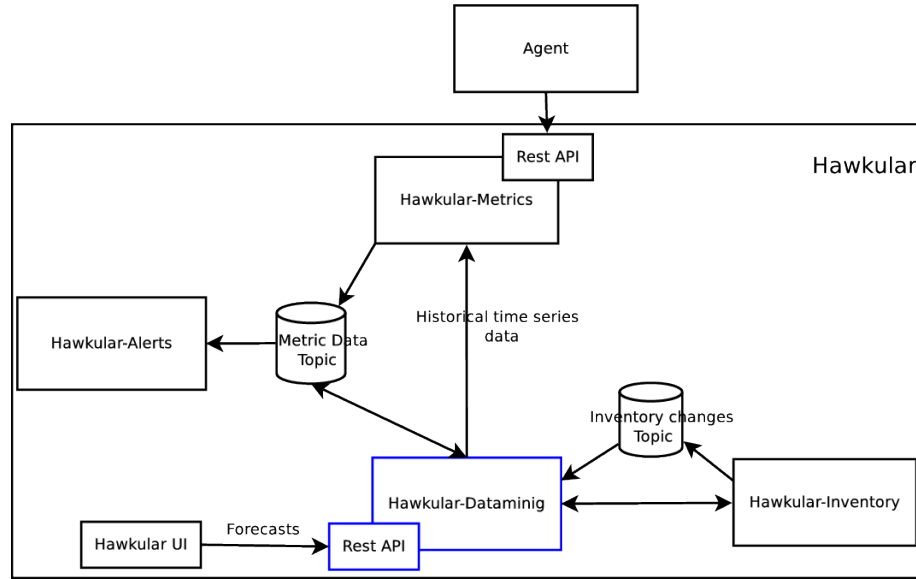 Agent
Rest API
Hawkular
Hawkular-Metrics
Historical time series
data
Hawkular-Alerts
Metric Data
Topic
Inventory changes
Topic
Hawkular-Dataminig
Hawkular-Inventory
Forecasts
Hawkular UI
Rest API